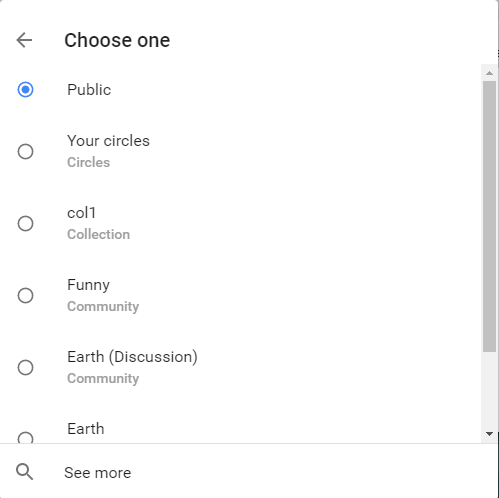 Choose one
Public
Your circles
Circles
col1
Collection
Funny
Community
Earth (Discussion)
Community
Earth
See more